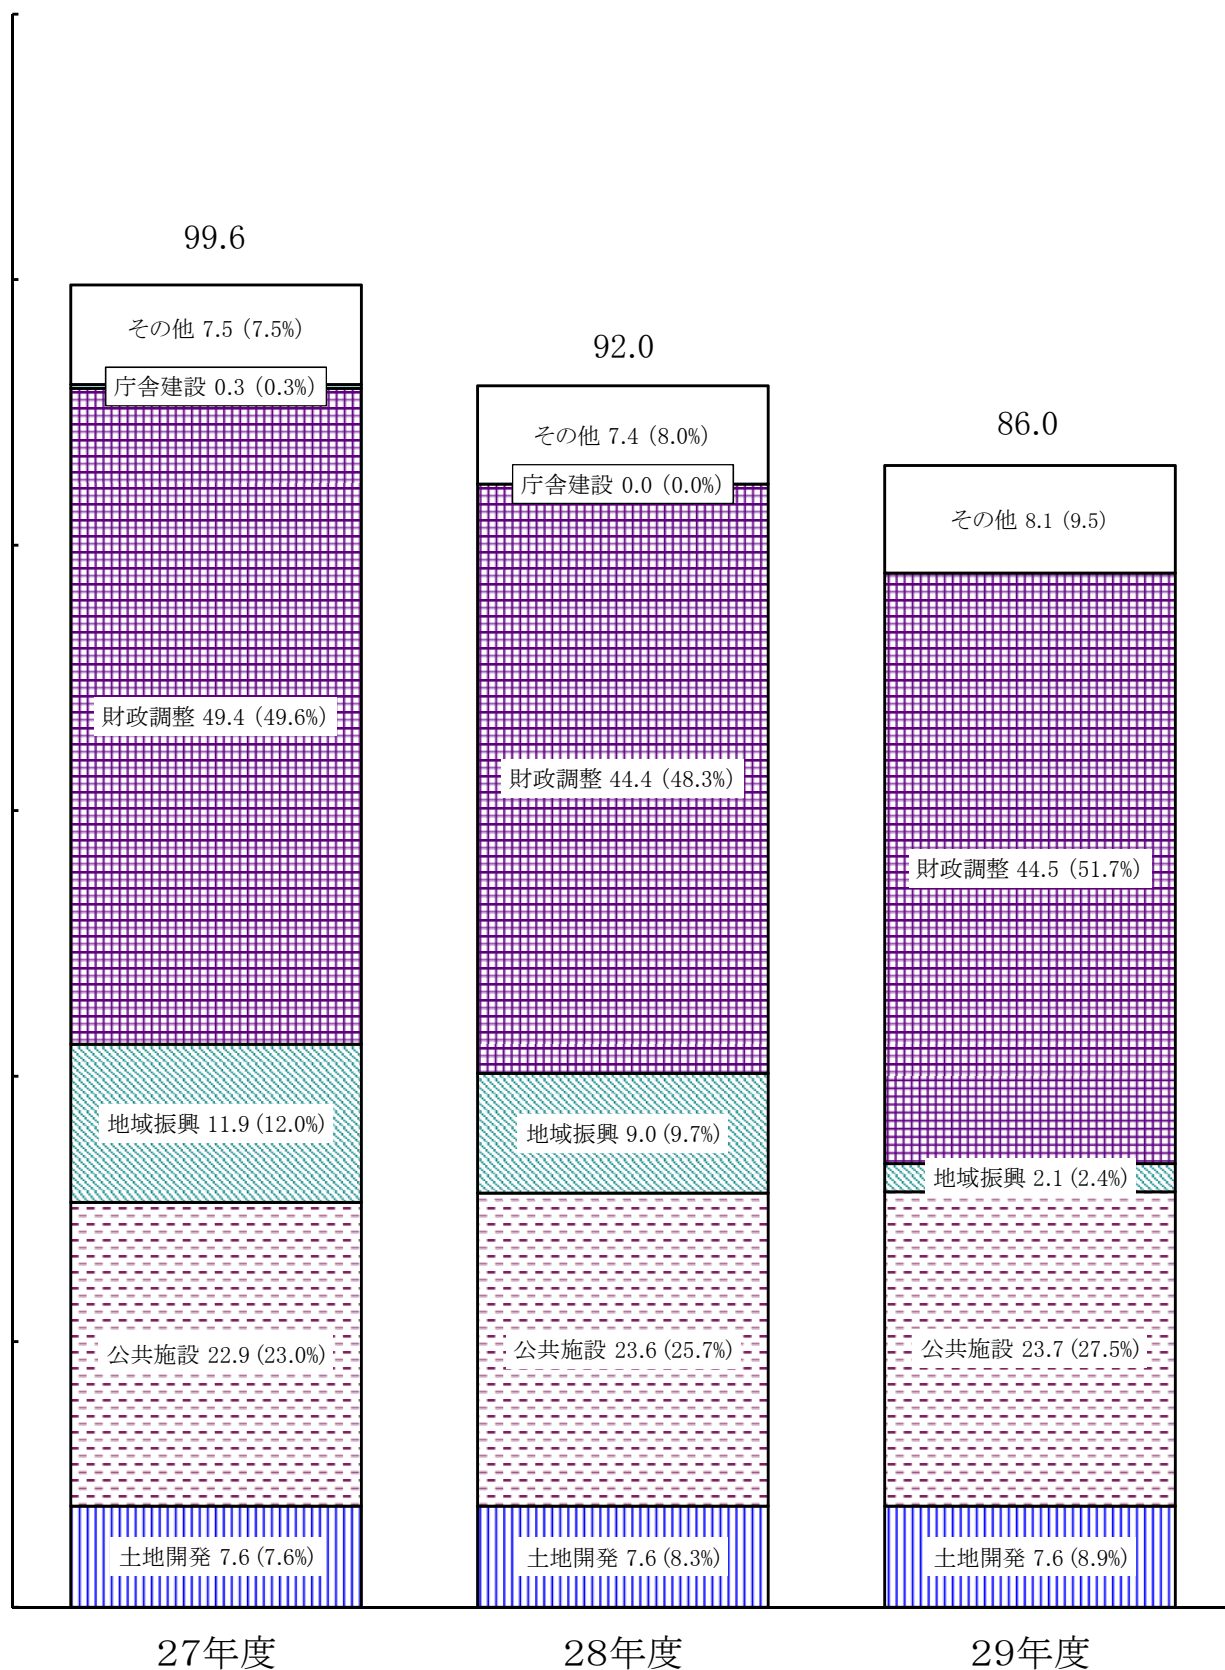 99.6
その他 7.5 (7.5%)
庁舎建設 0.3 (0.3%)
財政調整 49.4 (49.6%)
地域振興 11.9 (12.0%)
公共施設 22.9 (23.0%)
土地開発 7.6 (7.6%)
27年度
92.0
その他 7.4 (8.0%)
庁舎建設 0.0 (0.0%)
財政調整 44.4 (48.3%)
地域振興 9.0 (9.7%)
公共施設 23.6 (25.7%)
土地開発 7.6 (8.3%)
28年度
86.0
その他 8.1 (9.5)
財政調整 44.5 (51.7%)
地域振興 2.1 (2.4%)
公共施設 23.7 (27.5%)
土地開発 7.6 (8.9%)
29年度